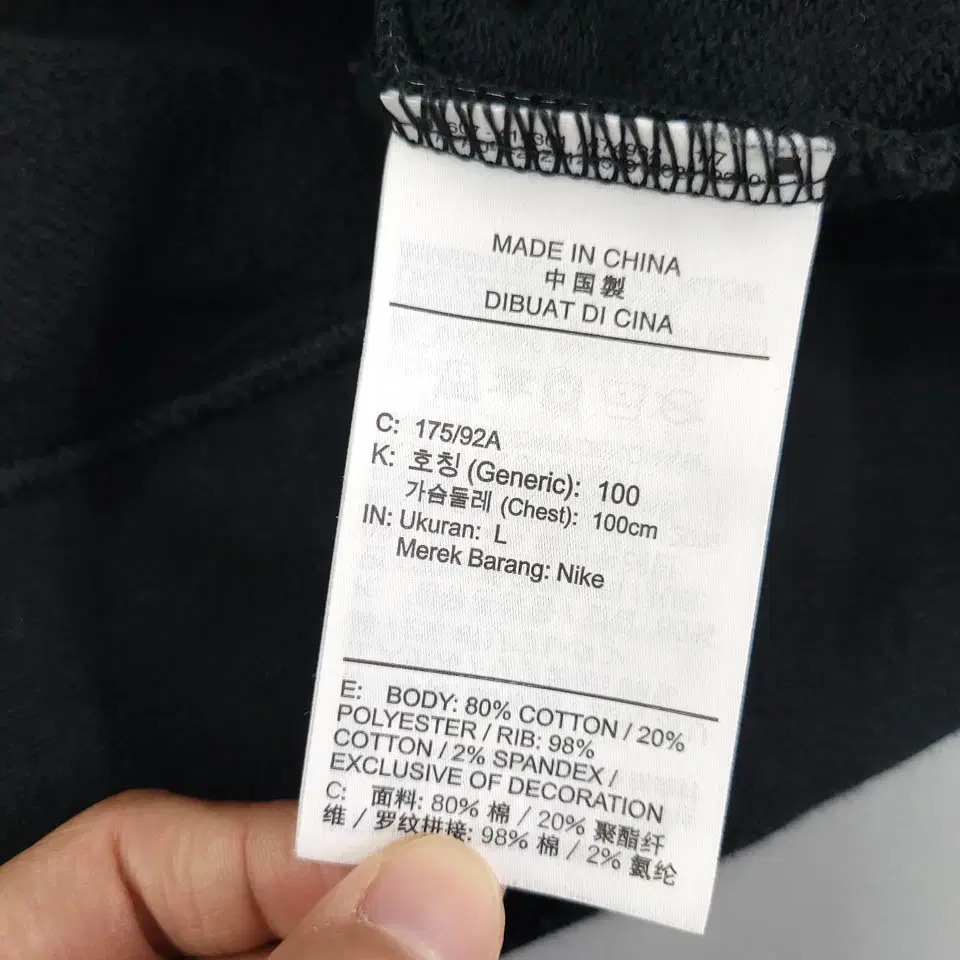 MADE IN CHINA
中国製
DIBUAT DI CINA
C: 175/92A
K: 호칭 (Generic): 100
가슴둘레 (Chest): 100cm
IN: Ukuran: L
Merek Barang: Nike
E: BODY: 80% COTTON / 20%
POLYESTER / RIB: 98%
COTTON / 2% SPANDEX /
EXCLUSIVE OF DECORATION
C: 面料: 80% 棉 / 20% 聚酯纤
维 / 罗纹拼接: 98% 棉 / 2% 氨纶